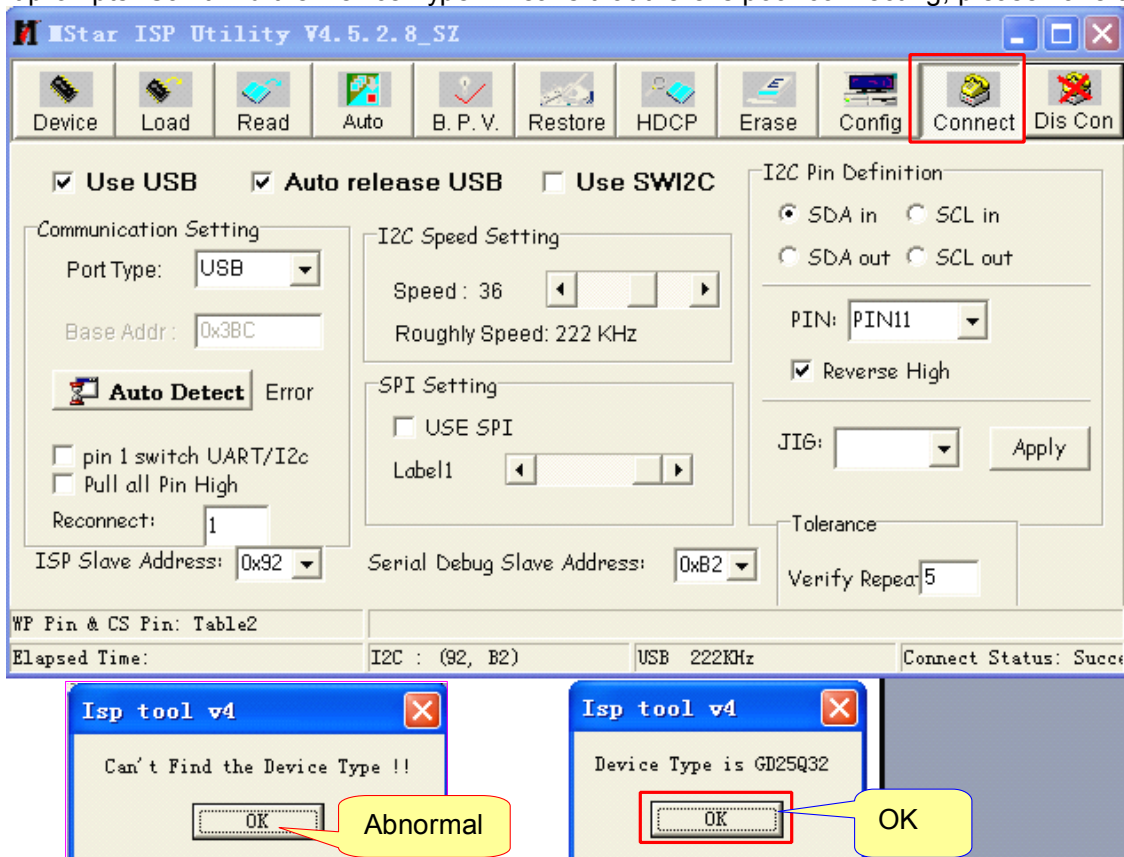 MStar ISP Utility V4.5.2.8_SZ
Device Load Read Auto B.P.V. Restore HDCP Erase Config Connect Dis Con
Use USB Auto release USB Use SWI2C
I2C Pin Definition
SDA in SCL in
SDA out SCL out
PIN: PIN11
Reverse High
JIG: Apply
Communication Setting
Port Type: USB
Base Addr: 0x3BC
Auto Detect Error
pin 1 switch UART/I2c
Pull all Pin High
Reconnect: 1
I2C Speed Setting
Speed: 36
Roughly Speed: 222 KHz
SPI Setting
USE SPI
Label1
Tolerance
Verify Repeat 5
ISP Slave Address: 0x92 Serial Debug Slave Address: 0xB2
WP Pin & CS Pin: Table2
Elapsed Time: I2C : (92, B2) USB 222KHz Connect Status: Succe
Isp tool v4
Can't Find the Device Type !!
OK
Abnormal
Isp tool v4
Device Type is GD25Q32
OK
OK